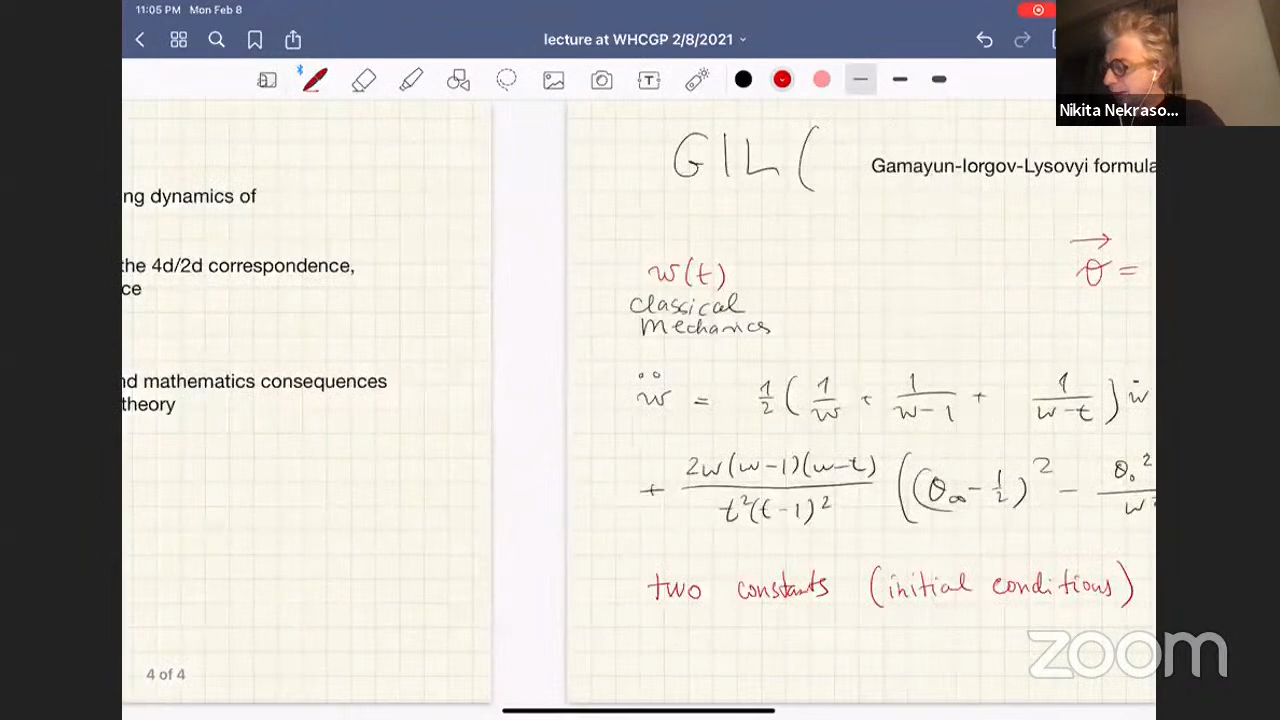 11:05 PM Mon Feb 8
lecture at WHCGP 2/8/2021
Nikita Nekraso...
ng dynamics of
the 4d/2d correspondence,
ce
nd mathematics consequences
theory
4 of 4
GIL (
Gamayun-Iorgov-Lysovyi formula
w(t)
Classical
Mechanics
θ⃗ =
ẅ = 1/2 ( 1/w + 1/(w-1) + 1/(w-t) ) ẇ
+ 2w(w-1)(w-t) / t²(t-1)² ( (θ∞ - 1/2)² - θ₀² / w
two constants (initial conditions)
zoom